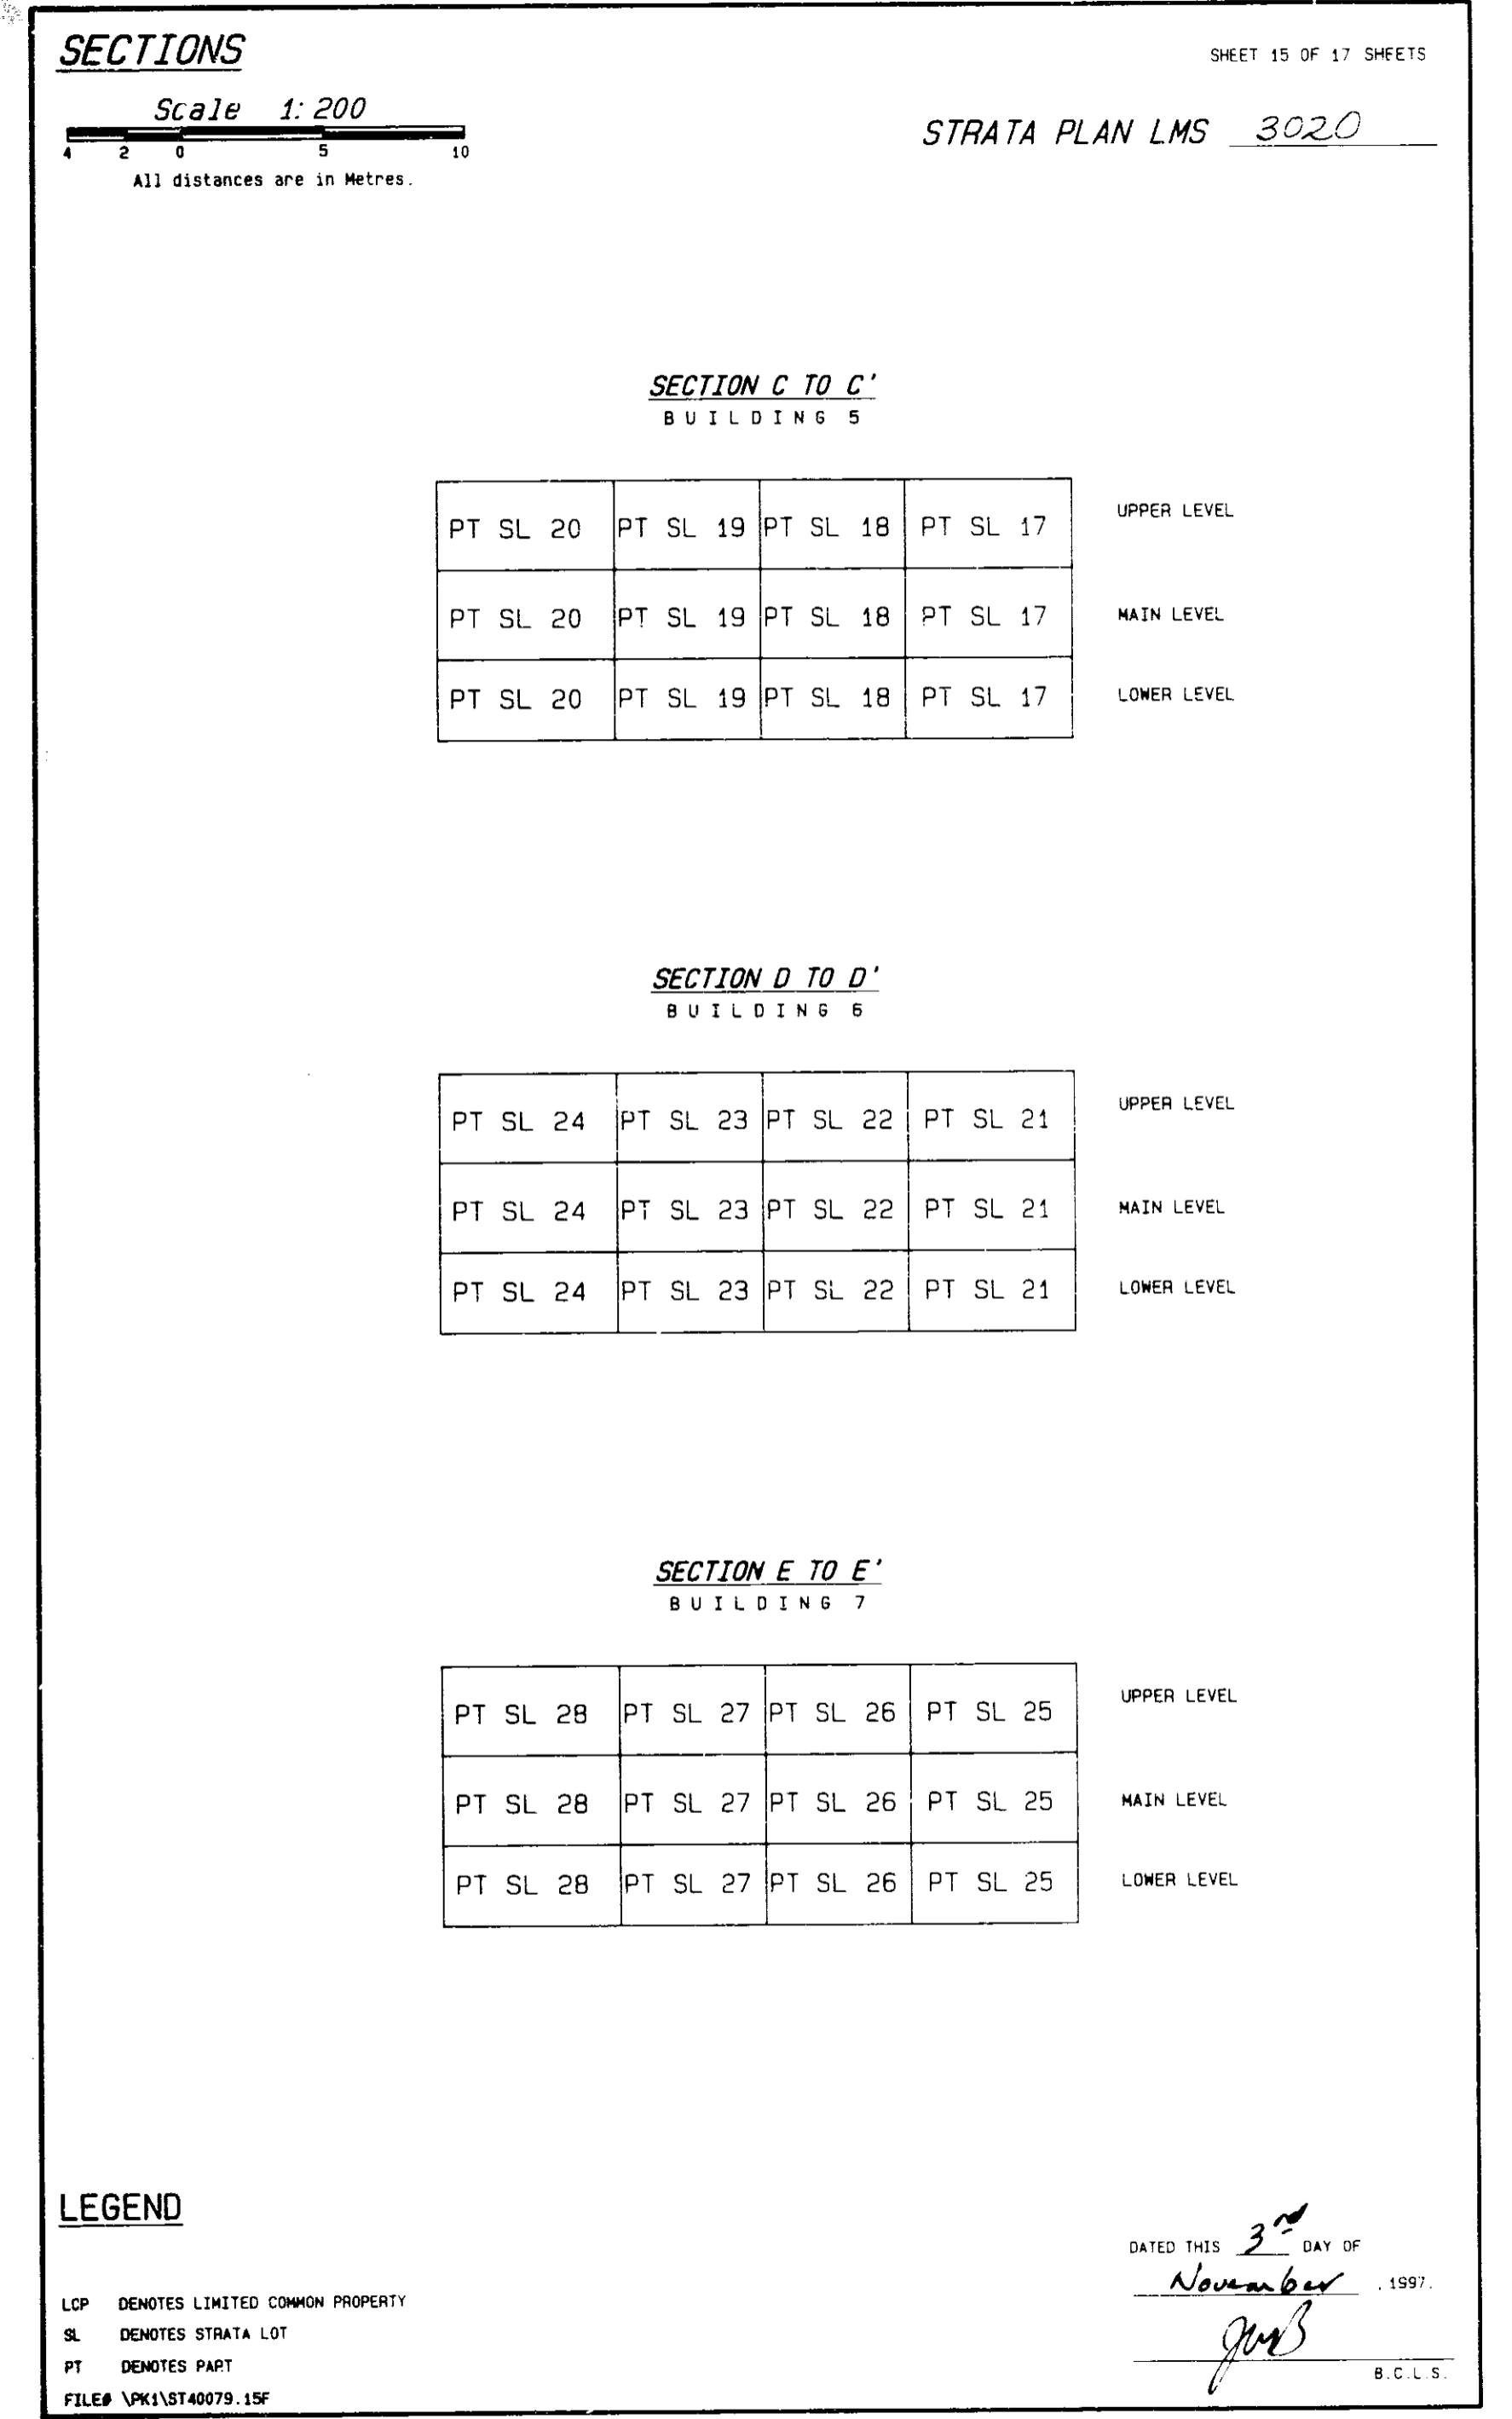 SECTIONS
SHEET 15 OF 17 SHEETS
Scale 1:200
4 2 0 5 10
All distances are in Metres.
STRATA PLAN LMS 3020
SECTION C TO C'
BUILDING 5
PT SL 20 PT SL 19 PT SL 18 PT SL 17 UPPER LEVEL
PT SL 20 PT SL 19 PT SL 18 PT SL 17 MAIN LEVEL
PT SL 20 PT SL 19 PT SL 18 PT SL 17 LOWER LEVEL
SECTION D TO D'
BUILDING 6
PT SL 24 PT SL 23 PT SL 22 PT SL 21 UPPER LEVEL
PT SL 24 PT SL 23 PT SL 22 PT SL 21 MAIN LEVEL
PT SL 24 PT SL 23 PT SL 22 PT SL 21 LOWER LEVEL
SECTION E TO E'
BUILDING 7
PT SL 28 PT SL 27 PT SL 26 PT SL 25 UPPER LEVEL
PT SL 28 PT SL 27 PT SL 26 PT SL 25 MAIN LEVEL
PT SL 28 PT SL 27 PT SL 26 PT SL 25 LOWER LEVEL
LEGEND
LCP DENOTES LIMITED COMMON PROPERTY
SL DENOTES STRATA LOT
PT DENOTES PART
FILE# \PK1\ST40079.15F
DATED THIS 3rd DAY OF
November , 1997.
B.C.L.S.